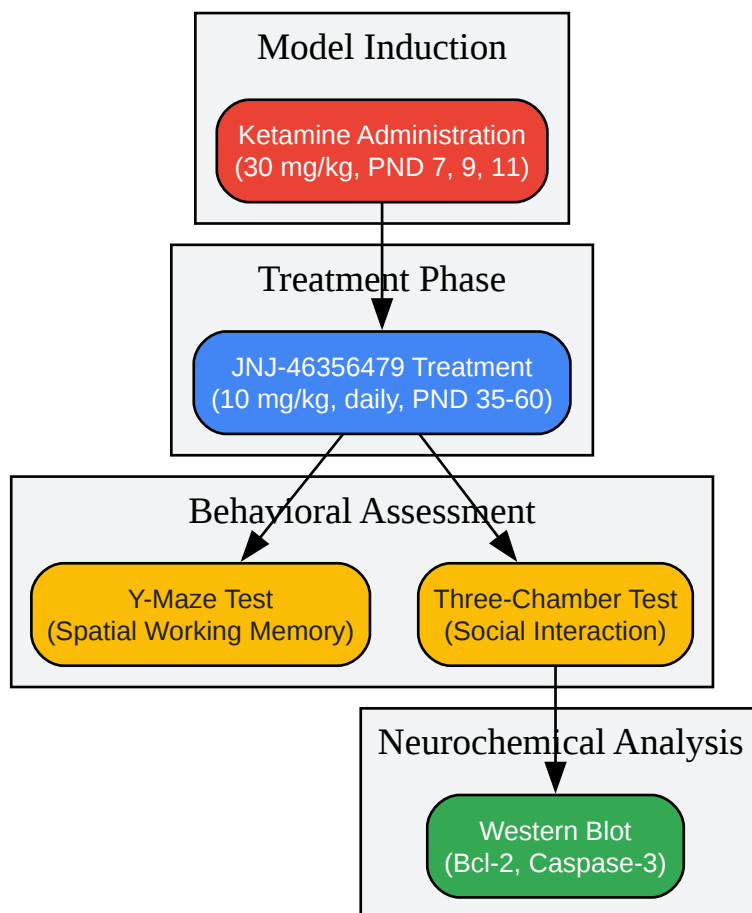 Model Induction
Ketamine Administration
(30 mg/kg, PND 7, 9, 11)
Treatment Phase
JNJ-46356479 Treatment
(10 mg/kg, daily, PND 35-60)
Behavioral Assessment
Y-Maze Test
(Spatial Working Memory)
Three-Chamber Test
(Social Interaction)
Neurochemical Analysis
Western Blot
(Bcl-2, Caspase-3)